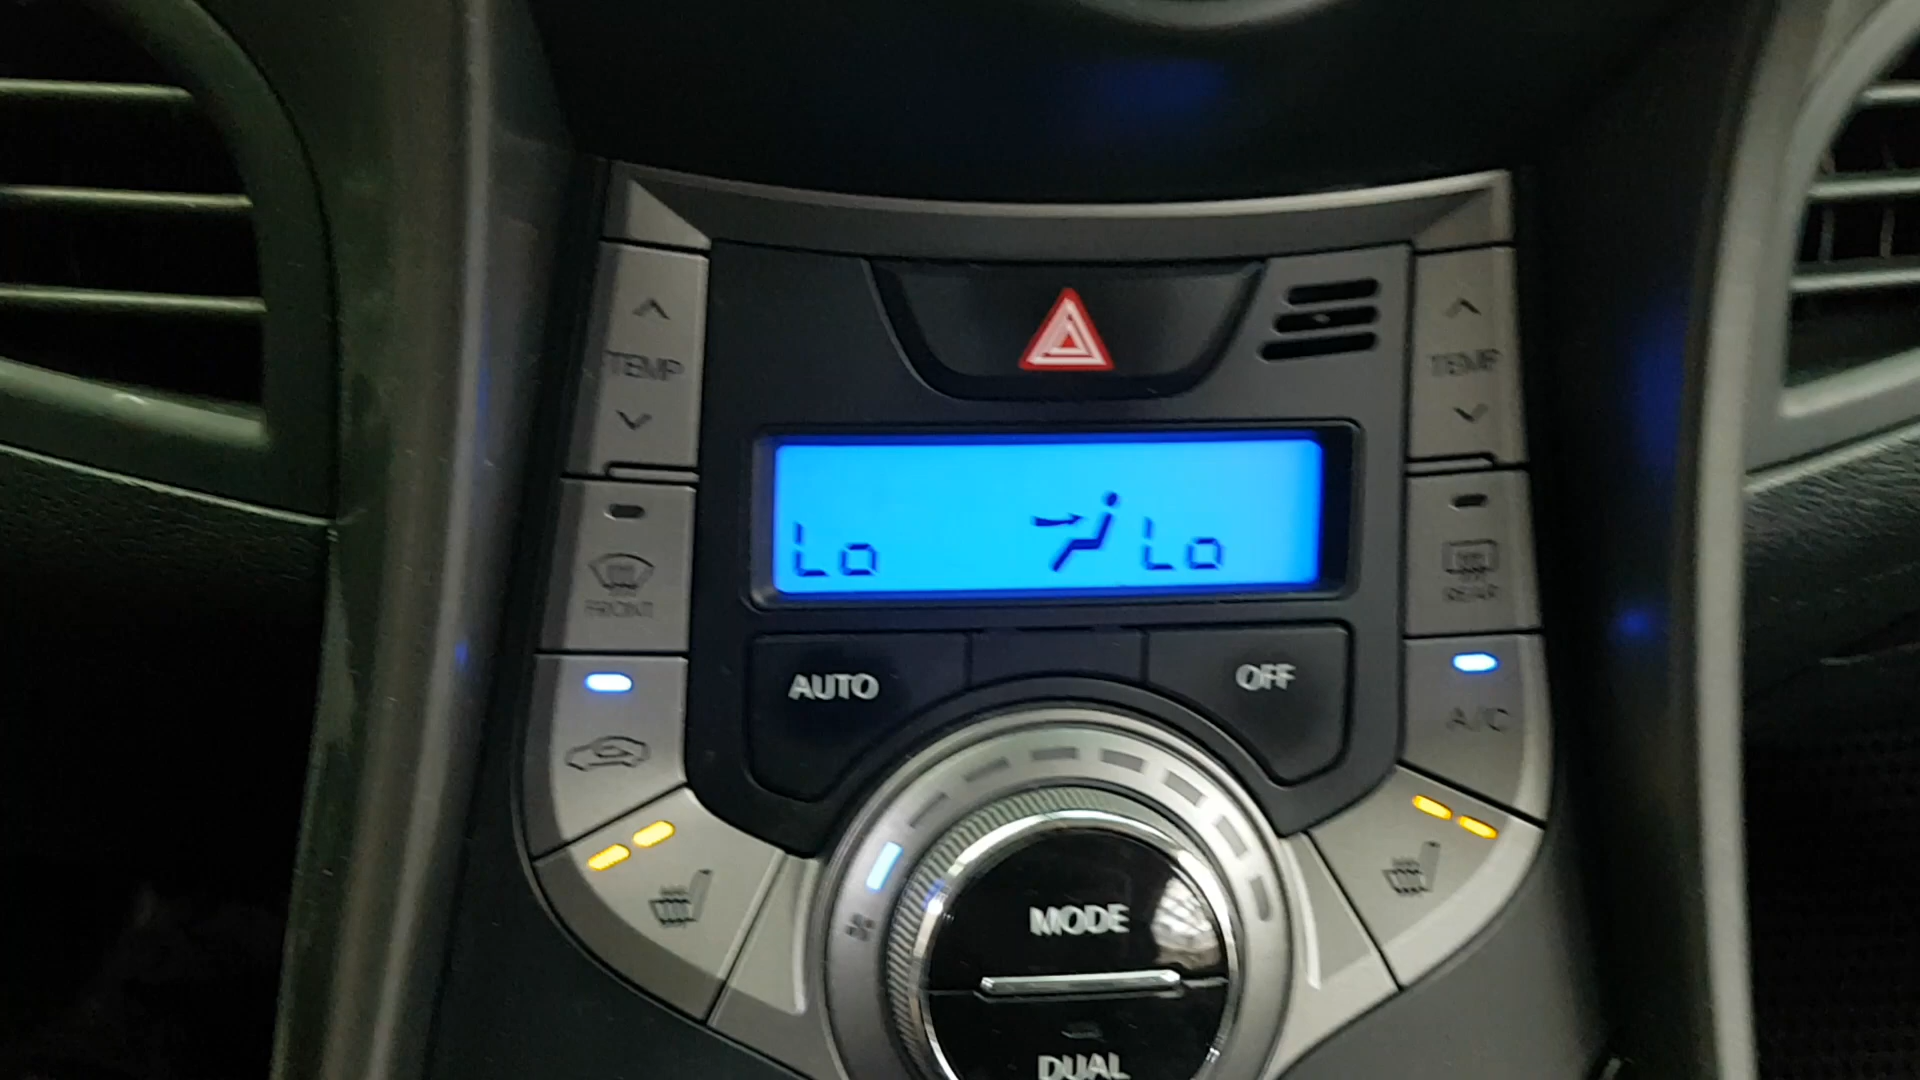 TEMP
TEMP
Lo Lo
FRONT
REAR
AUTO
OFF
A/C
MODE
DUAL